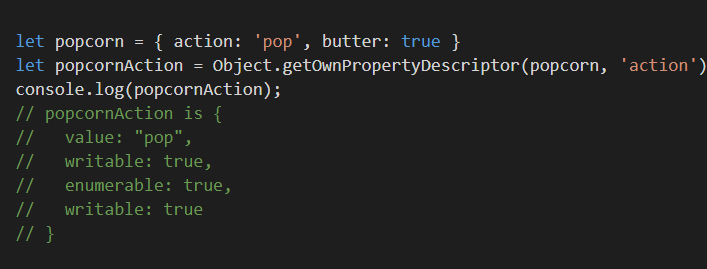 let popcorn = { action: 'pop', butter: true }
let popcornAction = Object.getOwnPropertyDescriptor(popcorn, 'action')
console.log(popcornAction);
// popcornAction is {
//   value: "pop",
//   writable: true,
//   enumerable: true,
//   writable: true
// }